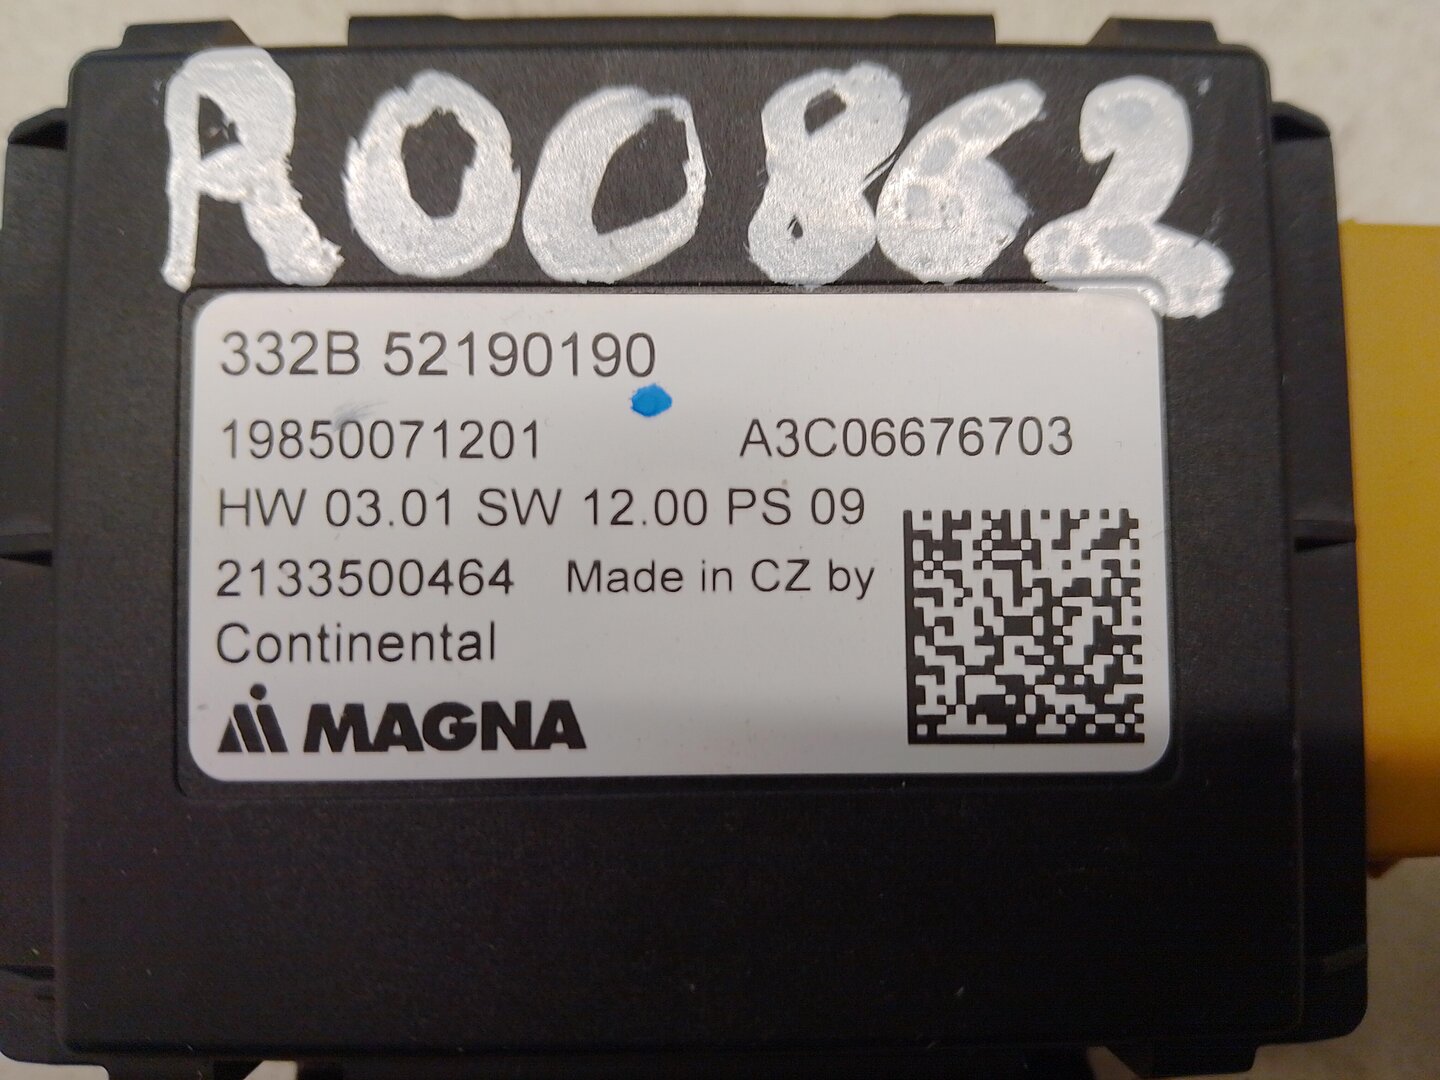 R00862
332B 52190190
19850071201 A3C06676703
HW 03.01 SW 12.00 PS 09
2133500464 Made in CZ by
Continental
MAGNA